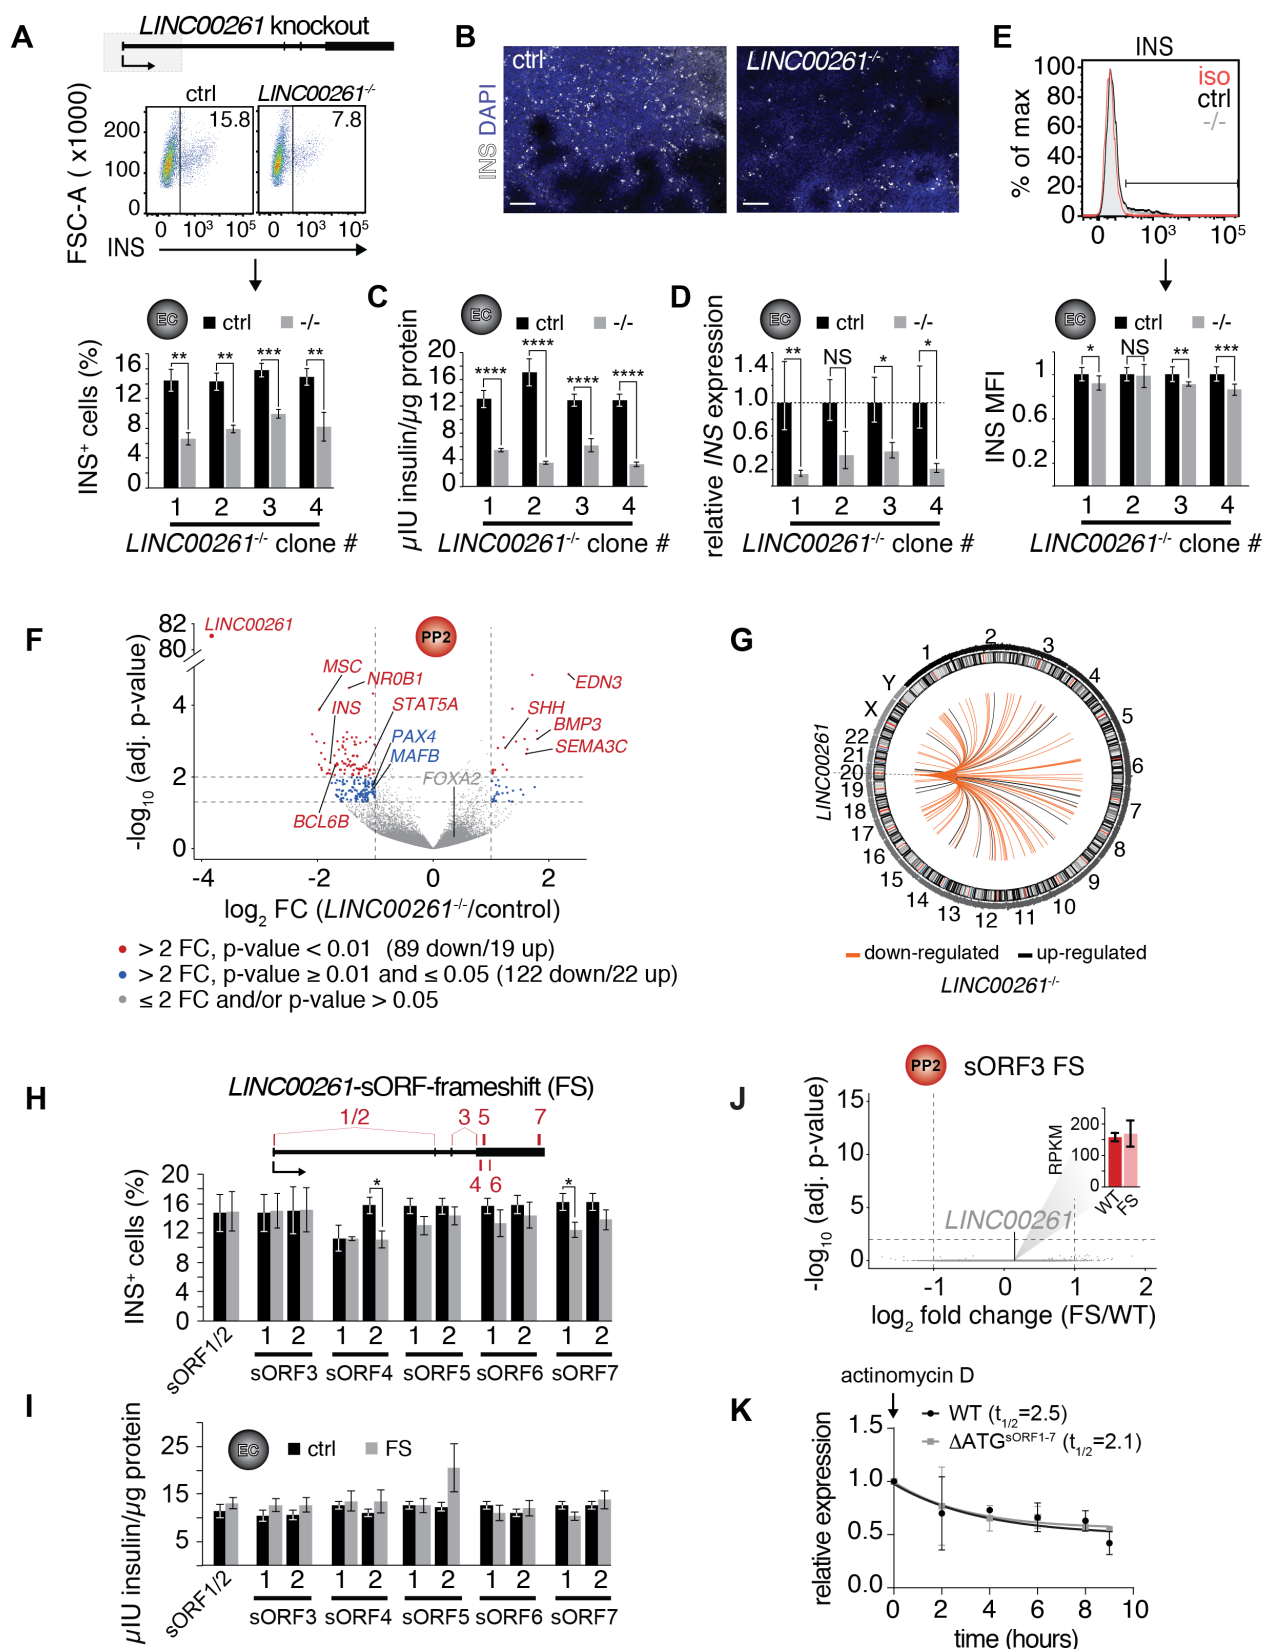 A
LINC00261 knockout
ctrl
LINC00261-/-
15.8
7.8
FSC-A ( x1000)
200
100
0
0 10³ 10⁵
0 10³ 10⁵
INS
EC
ctrl
-/-
INS⁺ cells (%)
16
12
8
4
0
** ** *** **
1 2 3 4
LINC00261-/- clone #
B
INS DAPI
ctrl
LINC00261-/-
C
EC
ctrl
-/-
µIU insulin/µg protein
20
16
12
8
4
0
**** **** **** ****
1 2 3 4
LINC00261-/- clone #
D
EC
ctrl
-/-
relative INS expression
1.4
1.0
0.6
0.2
** NS * *
1 2 3 4
LINC00261-/- clone #
E
INS
iso
ctrl
-/-
% of max
100
80
60
40
20
0
0 10³ 10⁵
EC
ctrl
-/-
INS MFI
1
0.6
0.2
* NS ** ***
1 2 3 4
LINC00261-/- clone #
F
PP2
-log₁₀ (adj. p-value)
82
80
4
2
0
LINC00261
MSC
NR0B1
INS
STAT5A
PAX4
MAFB
FOXA2
BCL6B
EDN3
SHH
BMP3
SEMA3C
-4 -2 0 2
log₂ FC (LINC00261-/-/control)
> 2 FC, p-value < 0.01 (89 down/19 up)
> 2 FC, p-value ≥ 0.01 and ≤ 0.05 (122 down/22 up)
≤ 2 FC and/or p-value > 0.05
G
LINC00261
1
2
3
4
5
6
7
8
9
10
11
12
13
14
15
16
17
18
19
20
21
22
X
Y
down-regulated
up-regulated
LINC00261-/-
H
LINC00261-sORF-frameshift (FS)
1/2
3
5
7
4
6
INS⁺ cells (%)
20
16
12
8
4
0
* *
sORF1/2
1 2 1 2 1 2 1 2 1 2
sORF3 sORF4 sORF5 sORF6 sORF7
I
EC
ctrl
FS
µIU insulin/µg protein
25
15
5
sORF1/2
1 2 1 2 1 2 1 2 1 2
sORF3 sORF4 sORF5 sORF6 sORF7
J
PP2
sORF3 FS
-log₁₀ (adj. p-value)
15
10
5
0
LINC00261
RPKM
200
100
0
WT
FS
-1 0 1 2
log₂ fold change (FS/WT)
K
actinomycin D
WT (t1/2=2.5)
ΔATGsORF1-7 (t1/2=2.1)
relative expression
1.5
1.0
0.5
0.0
0 2 4 6 8 10
time (hours)